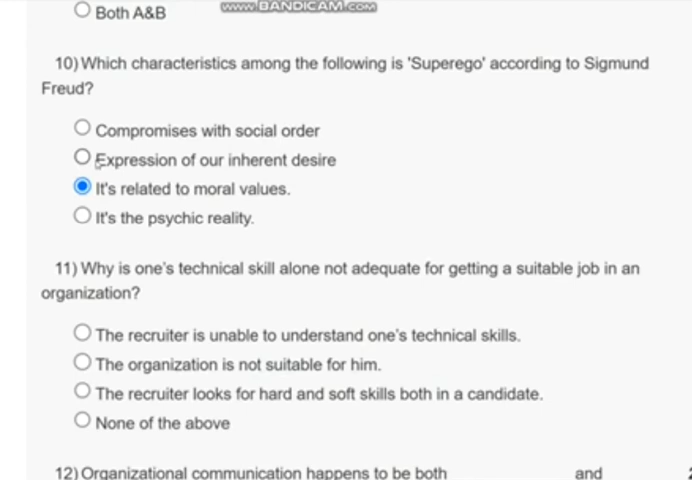 Both A&B
www.BANDICAM.com
10) Which characteristics among the following is 'Superego' according to Sigmund
Freud?
Compromises with social order
Expression of our inherent desire
It's related to moral values.
It's the psychic reality.
11) Why is one's technical skill alone not adequate for getting a suitable job in an
organization?
The recruiter is unable to understand one's technical skills.
The organization is not suitable for him.
The recruiter looks for hard and soft skills both in a candidate.
None of the above
12) Organizational communication happens to be both ___________ and